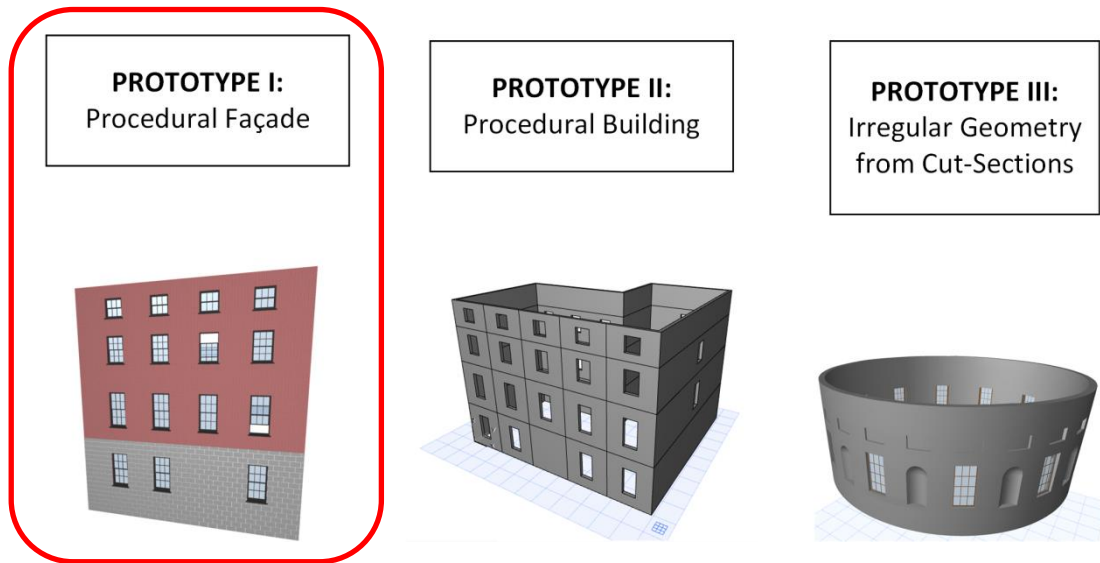 PROTOTYPE I:
Procedural Façade
PROTOTYPE II:
Procedural Building
PROTOTYPE III:
Irregular Geometry
from Cut-Sections